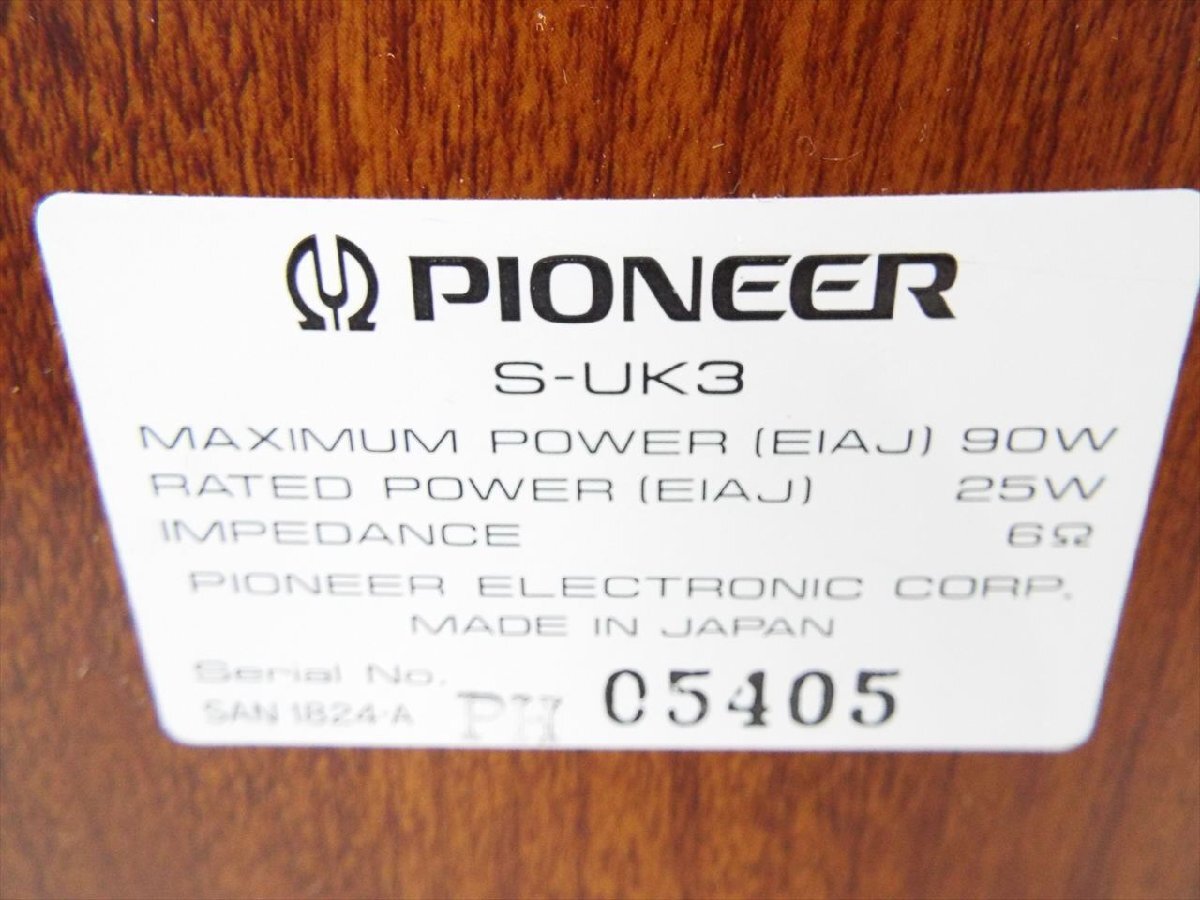 PIONEER
S-UK3
MAXIMUM POWER (EIAJ) 90W
RATED POWER (EIAJ) 25W
IMPEDANCE 6Ω
PIONEER ELECTRONIC CORP.
MADE IN JAPAN
Serial No. PH 05405
SAN 1824-A